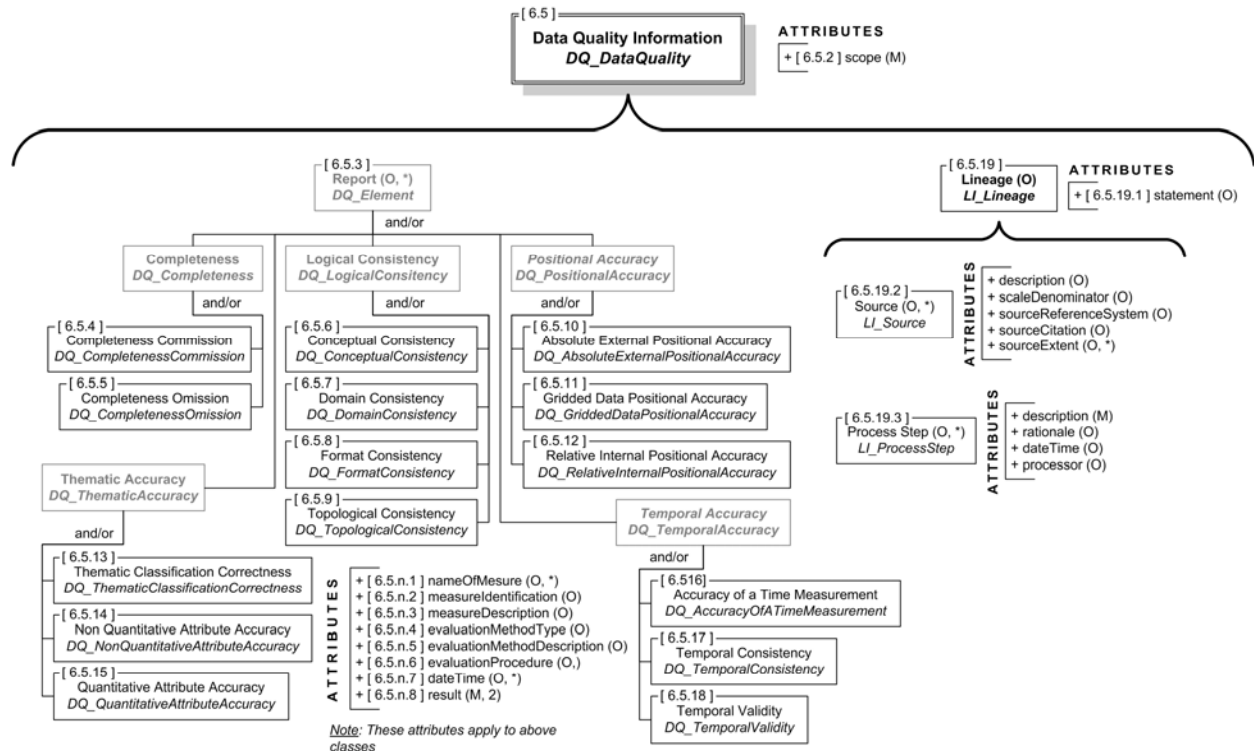 [ 6.5 ]
Data Quality Information
DQ_DataQuality
ATTRIBUTES
+ [ 6.5.2 ] scope (M)
[ 6.5.3 ]
Report (O, *)
DQ_Element
and/or
Completeness
DQ_Completeness
and/or
Logical Consistency
DQ_LogicalConsitency
and/or
Positional Accuracy
DQ_PositionalAccuracy
and/or
[ 6.5.4 ]
Completeness Commission
DQ_CompletenessCommission
[ 6.5.5 ]
Completeness Omission
DQ_CompletenessOmission
[ 6.5.6 ]
Conceptual Consistency
DQ_ConceptualConsistency
[ 6.5.7 ]
Domain Consistency
DQ_DomainConsistency
[ 6.5.8 ]
Format Consistency
DQ_FormatConsistency
[ 6.5.9 ]
Topological Consistency
DQ_TopologicalConsistency
[ 6.5.10 ]
Absolute External Positional Accuracy
DQ_AbsoluteExternalPositionalAccuracy
[ 6.5.11 ]
Gridded Data Positional Accuracy
DQ_GriddedDataPositionalAccuracy
[ 6.5.12 ]
Relative Internal Positional Accuracy
DQ_RelativeInternalPositionalAccuracy
Thematic Accuracy
DQ_ThematicAccuracy
and/or
[ 6.5.13 ]
Thematic Classification Correctness
DQ_ThematicClassificationCorrectness
[ 6.5.14 ]
Non Quantitative Attribute Accuracy
DQ_NonQuantitativeAttributeAccuracy
[ 6.5.15 ]
Quantitative Attribute Accuracy
DQ_QuantitativeAttributeAccuracy
ATTRIBUTES
+ [ 6.5.n.1 ] nameOfMesure (O, *)
+ [ 6.5.n.2 ] measureIdentification (O)
+ [ 6.5.n.3 ] measureDescription (O)
+ [ 6.5.n.4 ] evaluationMethodType (O)
+ [ 6.5.n.5 ] evaluationMethodDescription (O)
+ [ 6.5.n.6 ] evaluationProcedure (O,)
+ [ 6.5.n.7 ] dateTime (O, *)
+ [ 6.5.n.8 ] result (M, 2)
Note: These attributes apply to above
classes
Temporal Accuracy
DQ_TemporalAccuracy
and/or
[ 6.516]
Accuracy of a Time Measurement
DQ_AccuracyOfATimeMeasurement
[ 6.5.17 ]
Temporal Consistency
DQ_TemporalConsistency
[ 6.5.18 ]
Temporal Validity
DQ_TemporalValidity
[ 6.5.19 ]
Lineage (O)
LI_Lineage
ATTRIBUTES
+ [ 6.5.19.1 ] statement (O)
[ 6.5.19.2 ]
Source (O, *)
LI_Source
ATTRIBUTES
+ description (O)
+ scaleDenominator (O)
+ sourceReferenceSystem (O)
+ sourceCitation (O)
+ sourceExtent (O, *)
[ 6.5.19.3 ]
Process Step (O, *)
LI_ProcessStep
ATTRIBUTES
+ description (M)
+ rationale (O)
+ dateTime (O)
+ processor (O)